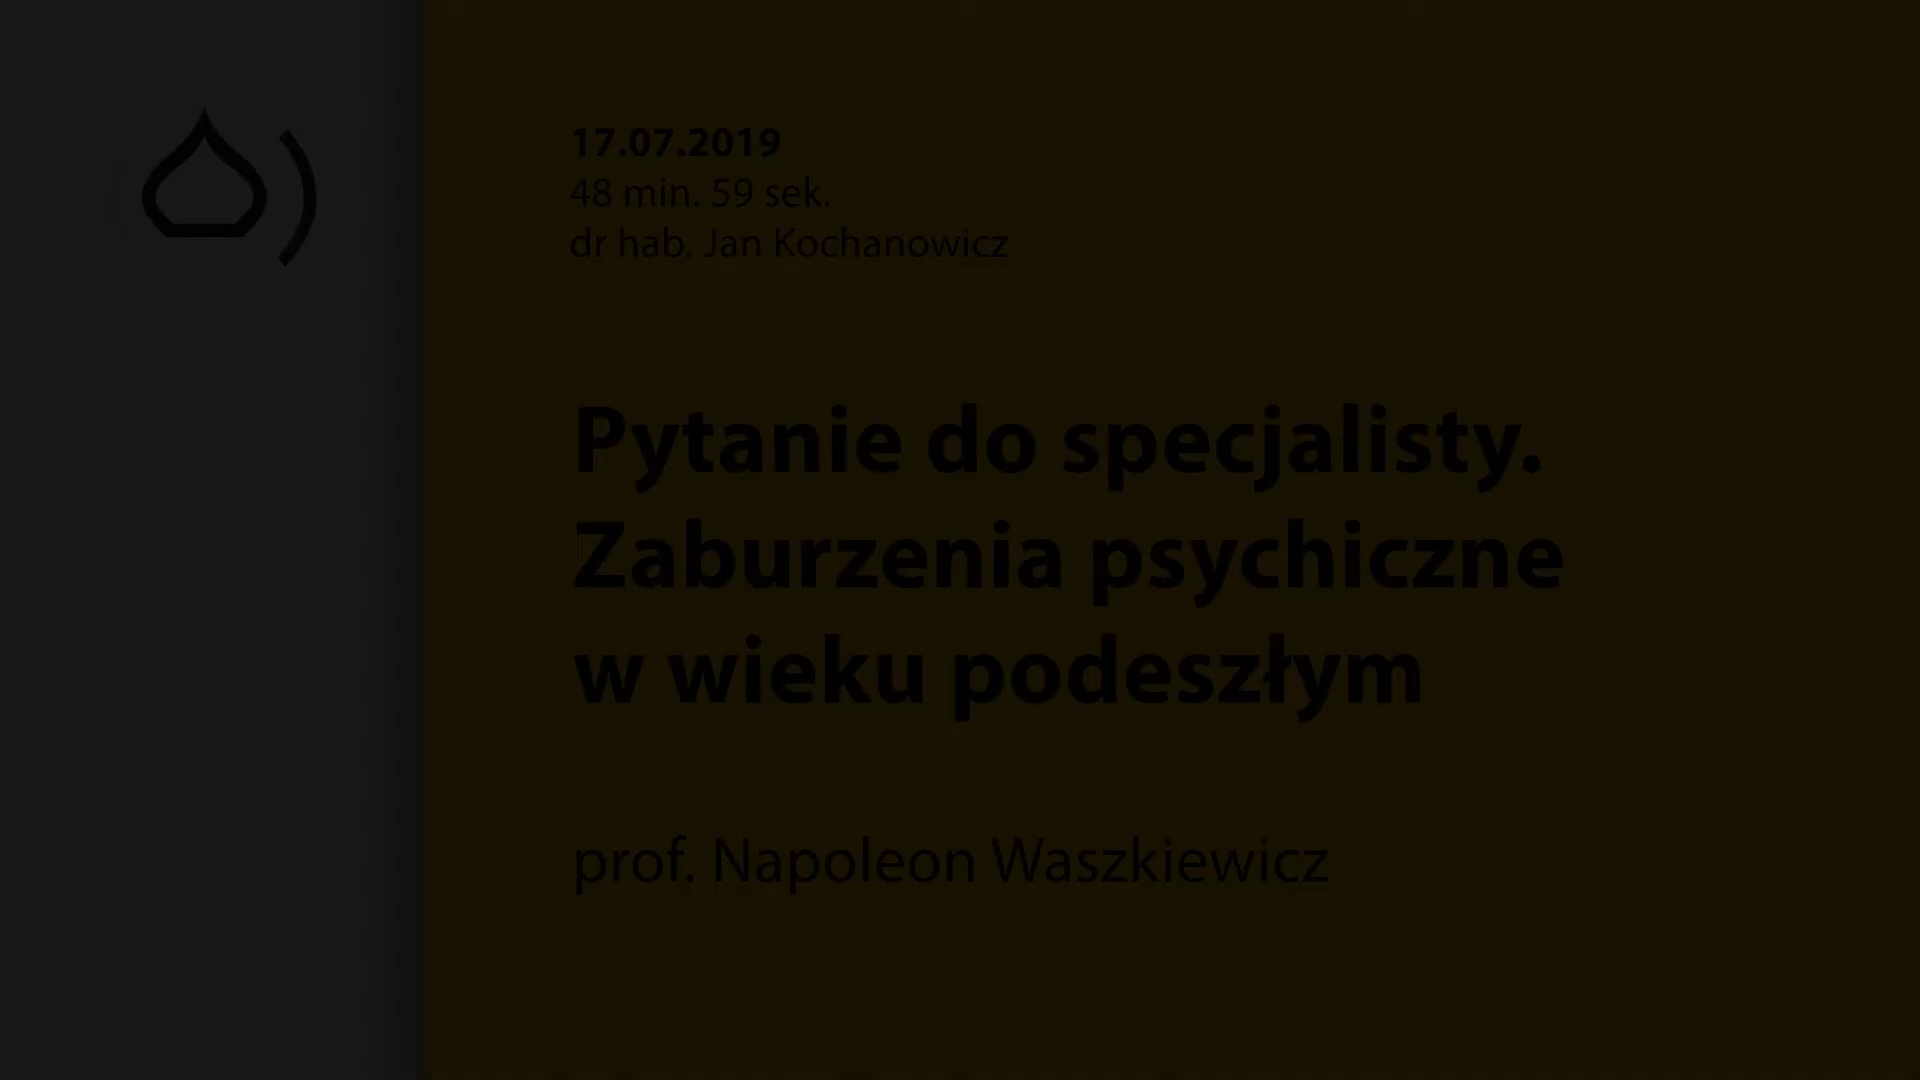 17.07.2019
48 min. 59 sek.
dr hab. Jan Kochanowicz
Pytanie do specjalisty.
Zaburzenia psychiczne
w wieku podeszłym
prof. Napoleon Waszkiewicz